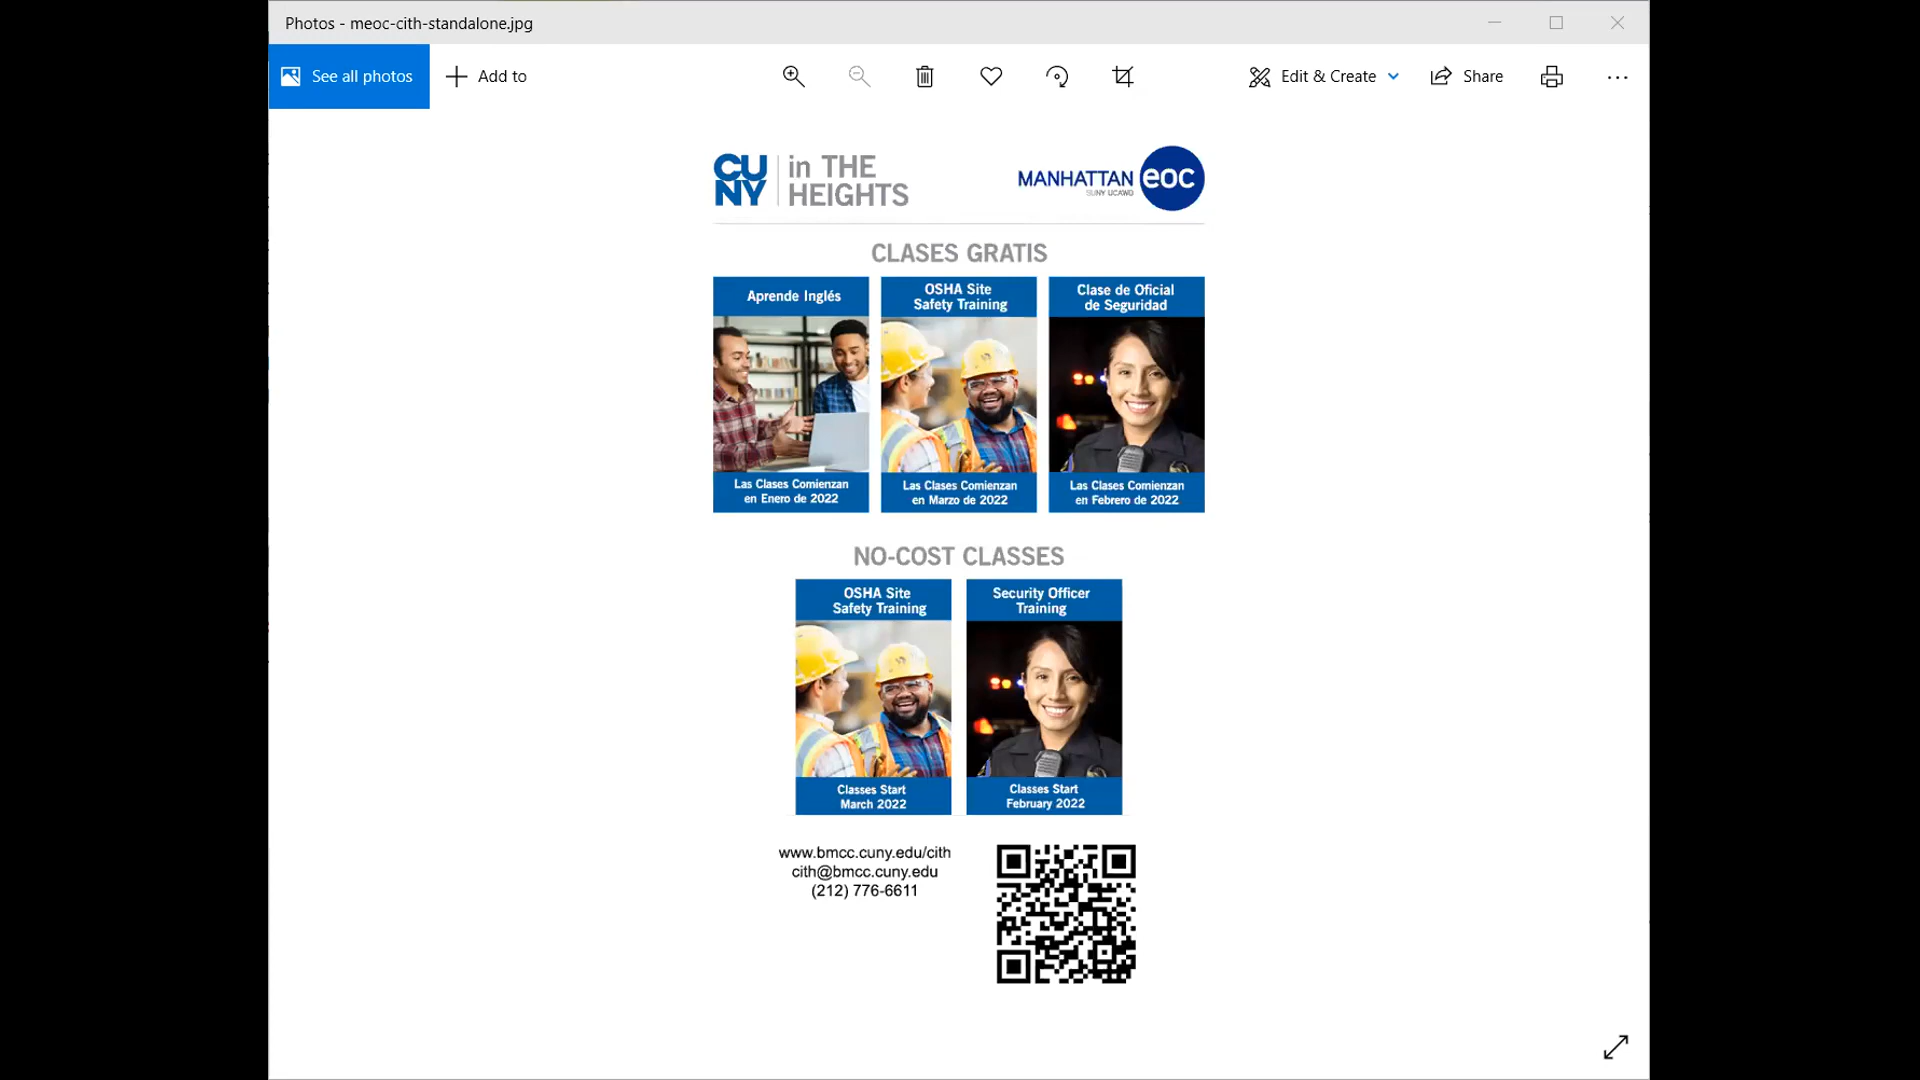 Photos - meoc-cith-standalone.jpg
See all photos
Add to
Edit & Create
Share
CU
NY
in THE
HEIGHTS
MANHATTAN
SUNY UCAWD
eoc
CLASES GRATIS
Aprende Inglés
OSHA Site
Safety Training
Clase de Oficial
de Seguridad
Las Clases Comienzan
en Enero de 2022
Las Clases Comienzan
en Marzo de 2022
Las Clases Comienzan
en Febrero de 2022
NO-COST CLASSES
OSHA Site
Safety Training
Security Officer
Training
Classes Start
March 2022
Classes Start
February 2022
www.bmcc.cuny.edu/cith
cith@bmcc.cuny.edu
(212) 776-6611